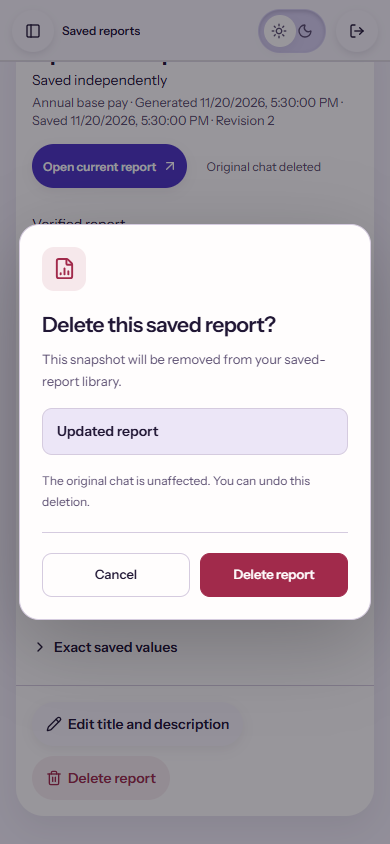 Saved reports
Saved independently
Annual base pay · Generated 11/20/2026, 5:30:00 PM ·
Saved 11/20/2026, 5:30:00 PM · Revision 2
Open current report
Original chat deleted
Verified report
Delete this saved report?
This snapshot will be removed from your saved-
report library.
Updated report
The original chat is unaffected. You can undo this
deletion.
Cancel
Delete report
Exact saved values
Edit title and description
Delete report